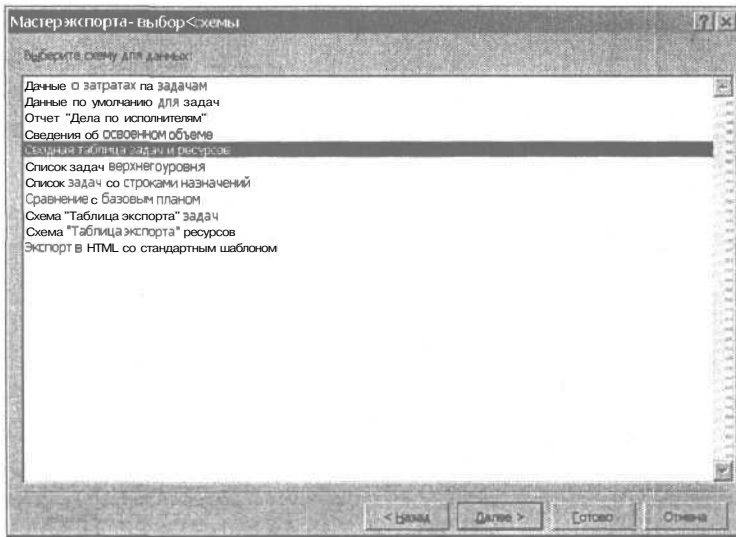 Мастер экспорта - выбор схемы
Выберите схему для данных:
Данные о затратах па задачам
Данные по умолчанию для задач
Отчет "Дела по исполнителям"
Сведения об освоенном объеме
Сводная таблица задач и ресурсов
Список задач верхнего уровня
Список задач со строками назначений
Сравнение с базовым планом
Схема "Таблица экспорта" задач
Схема "Таблица экспорта" ресурсов
Экспорт в HTML со стандартным шаблоном
< Назад Далее > Готово Отмена